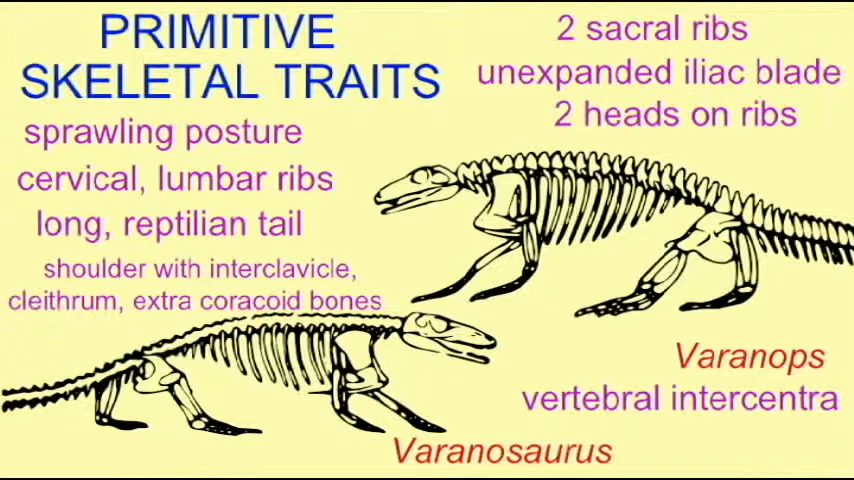 PRIMITIVE
SKELETAL TRAITS
sprawling posture
cervical, lumbar ribs
long, reptilian tail
shoulder with interclavicle,
cleithrum, extra coracoid bones
2 sacral ribs
unexpanded iliac blade
2 heads on ribs
Varanops
vertebral intercentra
Varanosaurus